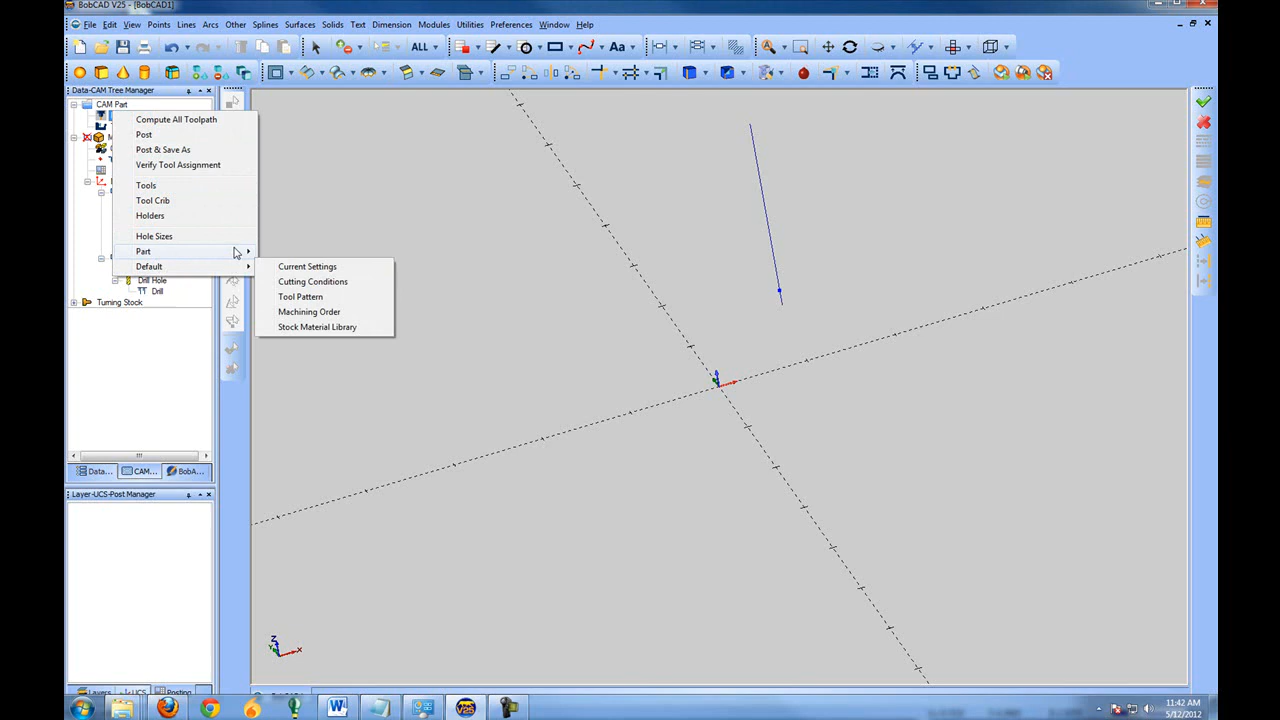 BobCAD V25 - [BobCAD1]
File Edit View Points Lines Arcs Other Splines Surfaces Solids Text Dimension Modules Utilities Preferences Window Help
ALL Aa
Data-CAM Tree Manager
CAM Part
Compute All Toolpath
Post
Post & Save As
Verify Tool Assignment
Tools
Tool Crib
Holders
Hole Sizes
Part
Default
Current Settings
Cutting Conditions
Tool Pattern
Machining Order
Stock Material Library
Drill Hole
Drill
Turning Stock
Data... CAM... BobA...
Layer-UCS-Post Manager
Z
Y
X
Layers UCS Posting
11:42 AM
5/12/2012